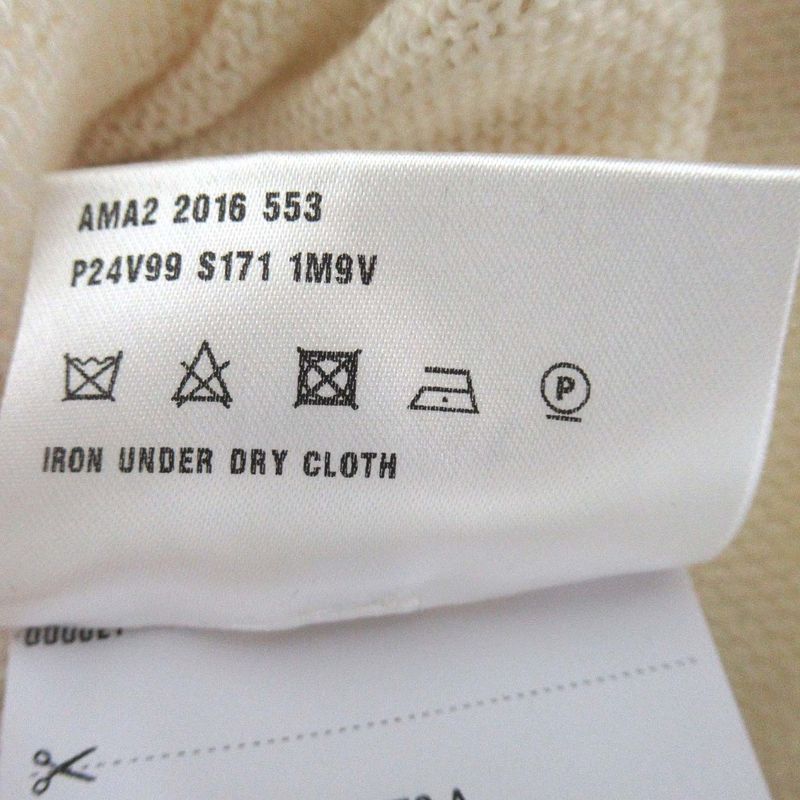 AMA2 2016 553
P24V99 S171 1M9V
P
IRON UNDER DRY CLOTH